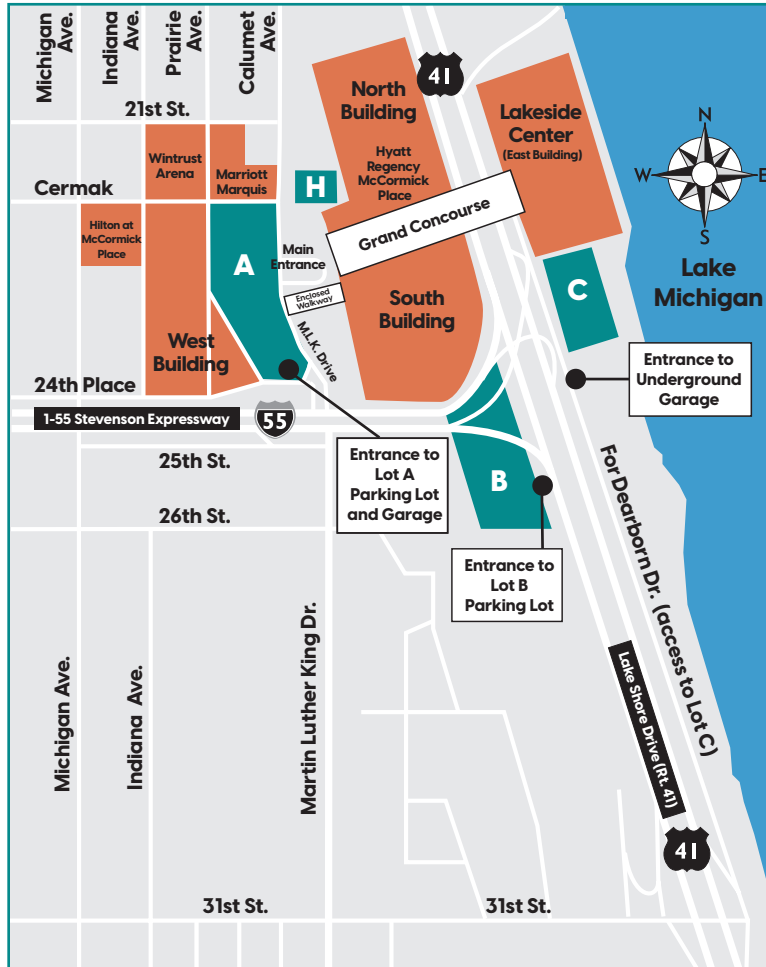 Michigan
Ave.
Indiana
Ave.
Prairie
Ave.
Calumet
Ave.
41
North
Building
Lakeside
Center
(East Building)
21st St.
Wintrust
Arena
Marriott
Marquis
H
Hyatt
Regency
McCormick
Place
N
W
E
S
Cermak
Hilton at
McCormick
Place
A
Main
Entrance
Grand Concourse
Enclosed
Walkway
C
Lake
Michigan
South
Building
West
Building
M.L.K. Drive
24th Place
Entrance to
Underground
Garage
1-55 Stevenson Expressway
55
25th St.
Entrance to
Lot A
Parking Lot
and Garage
B
26th St.
Entrance to
Lot B
Parking Lot
For Dearborn Dr. (access to Lot C)
Michigan Ave.
Indiana Ave.
Martin Luther King Dr.
Lake Shore Drive (Rt. 41)
41
31st St.
31st St.